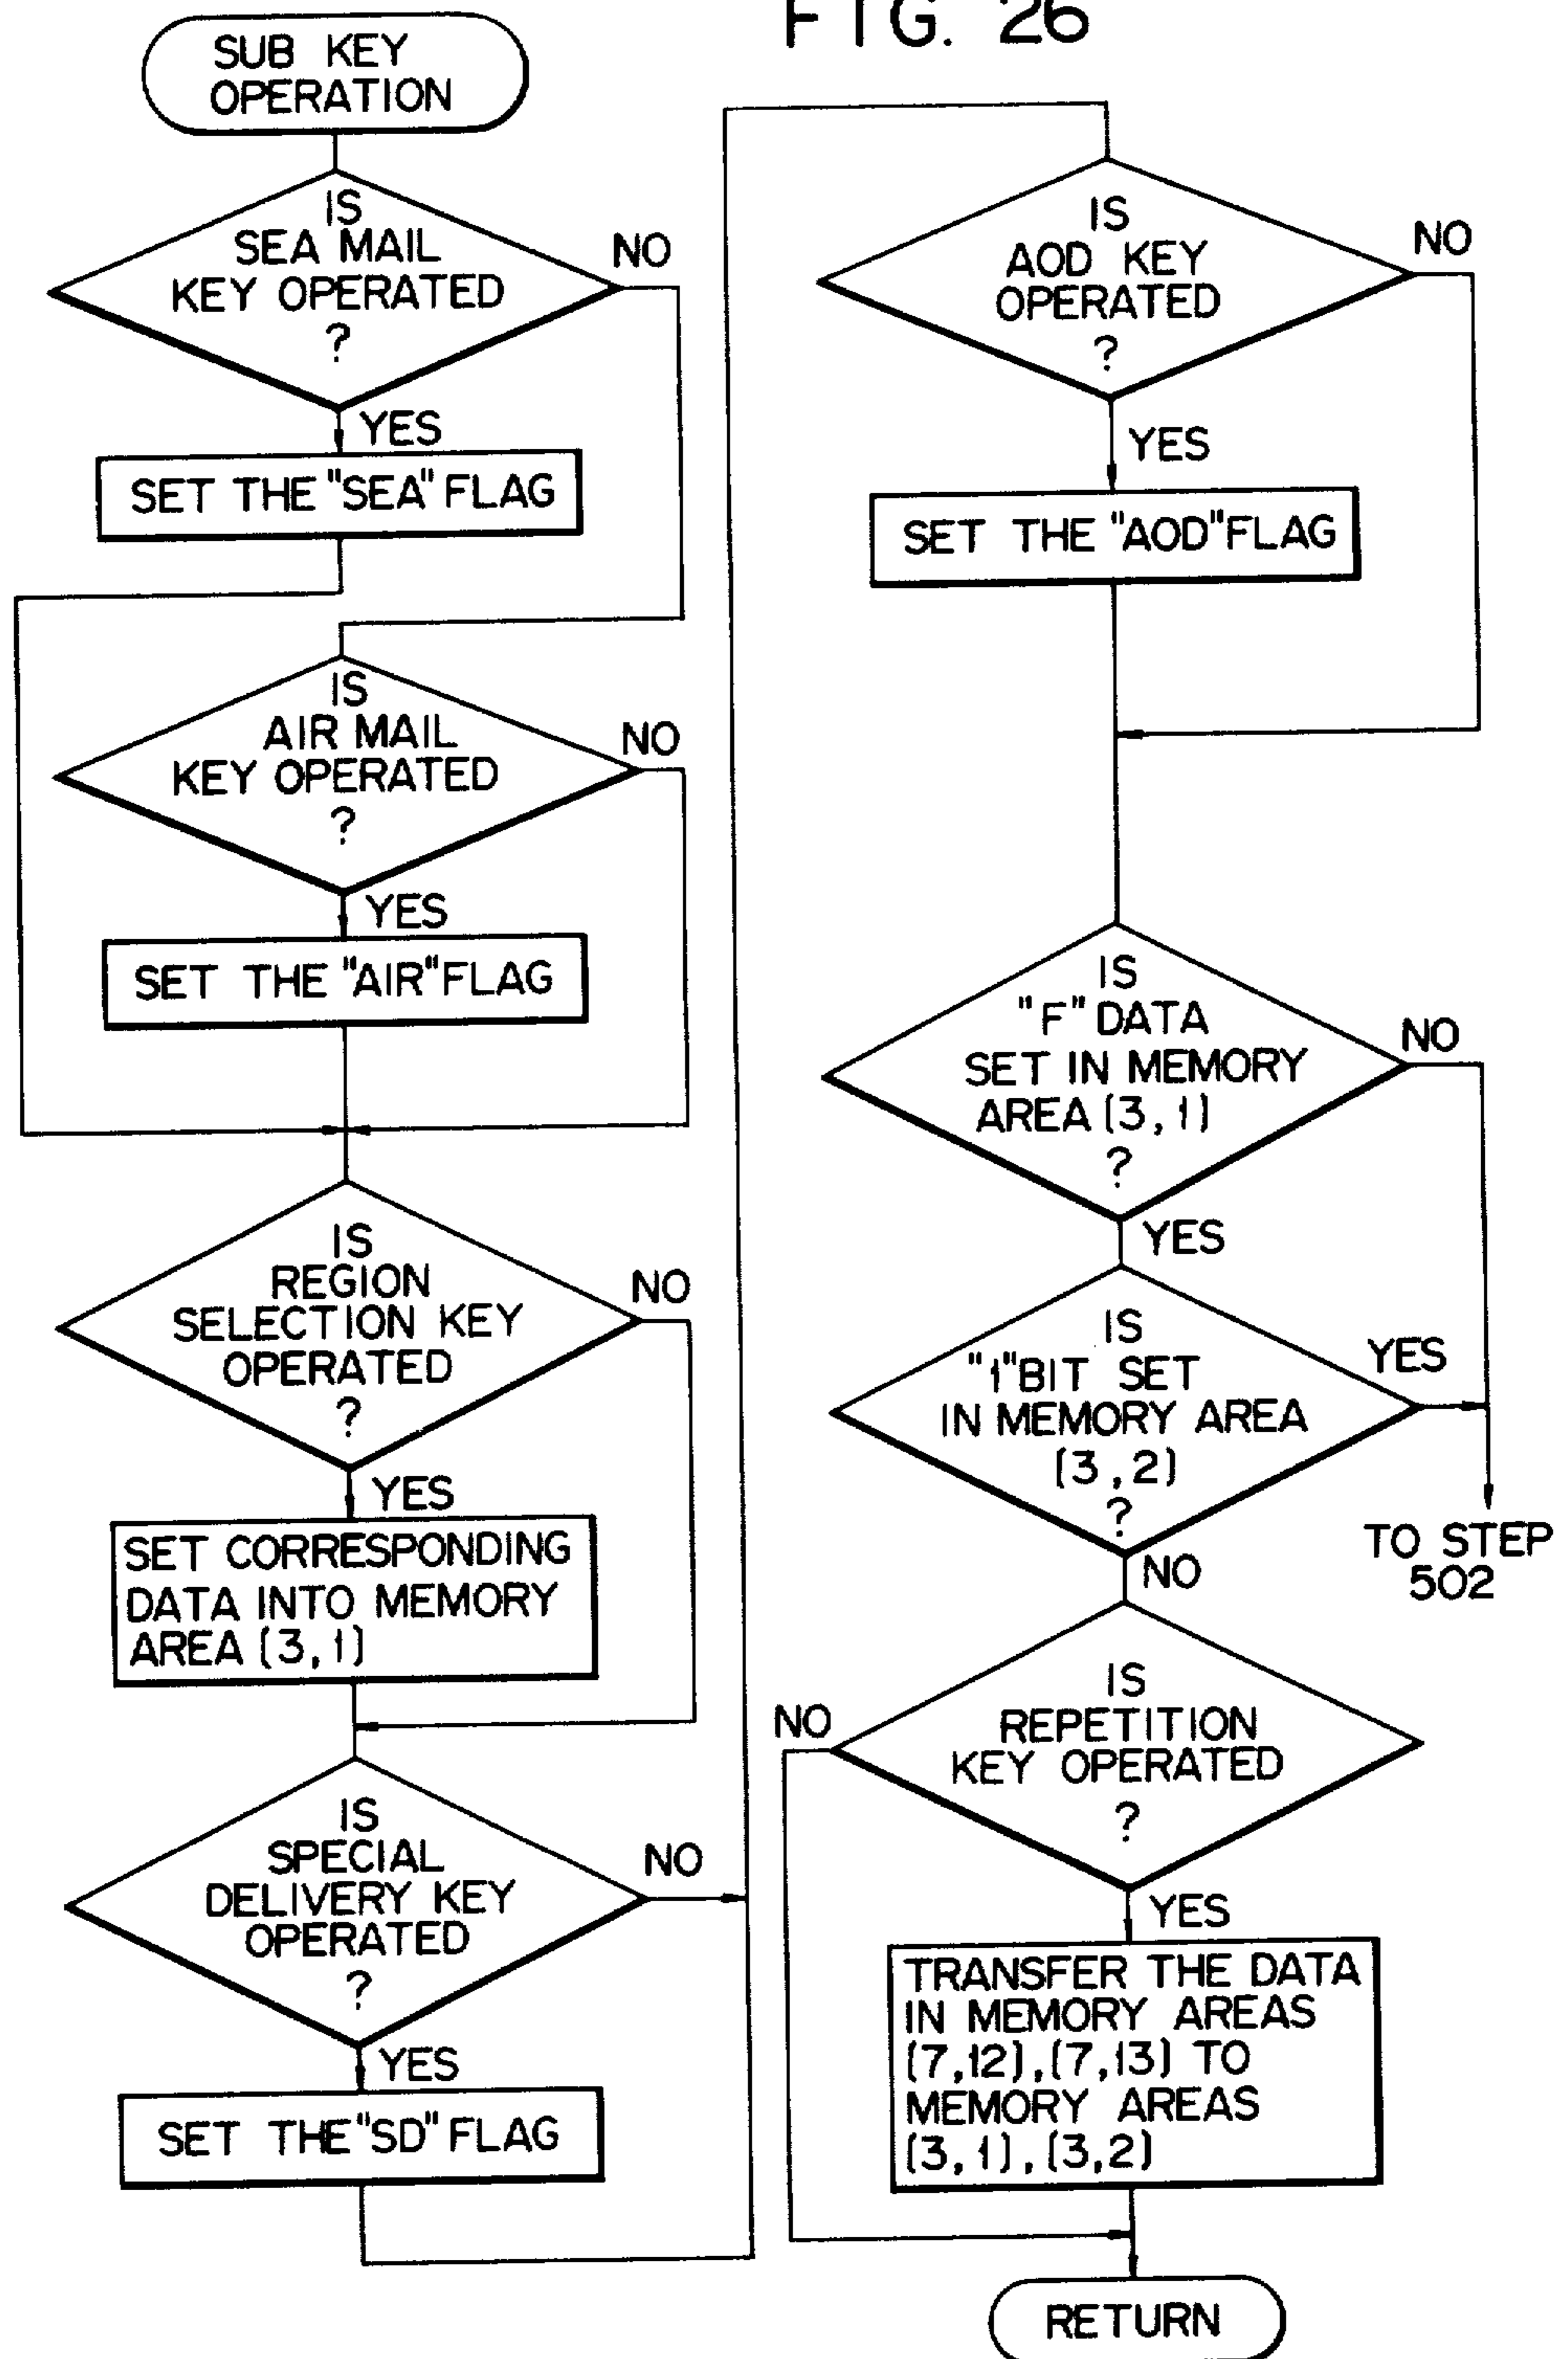 FIG. 26
SUB KEY
OPERATION
IS
SEA MAIL
KEY OPERATED
?
NO
YES
SET THE "SEA" FLAG
IS
AIR MAIL
KEY OPERATED
?
NO
YES
SET THE "AIR" FLAG
IS
REGION
SELECTION KEY
OPERATED
?
NO
YES
SET CORRESPONDING
DATA INTO MEMORY
AREA (3,1)
IS
SPECIAL
DELIVERY KEY
OPERATED
?
NO
YES
SET THE "SD" FLAG
IS
AOD KEY
OPERATED
?
NO
YES
SET THE "AOD" FLAG
IS
"F" DATA
SET IN MEMORY
AREA (3,1)
?
NO
YES
IS
"1" BIT SET
IN MEMORY AREA
(3,2)
?
YES
TO STEP
502
NO
IS
REPETITION
KEY OPERATED
?
NO
YES
TRANSFER THE DATA
IN MEMORY AREAS
(7,12),(7,13) TO
MEMORY AREAS
(3,1),(3,2)
RETURN